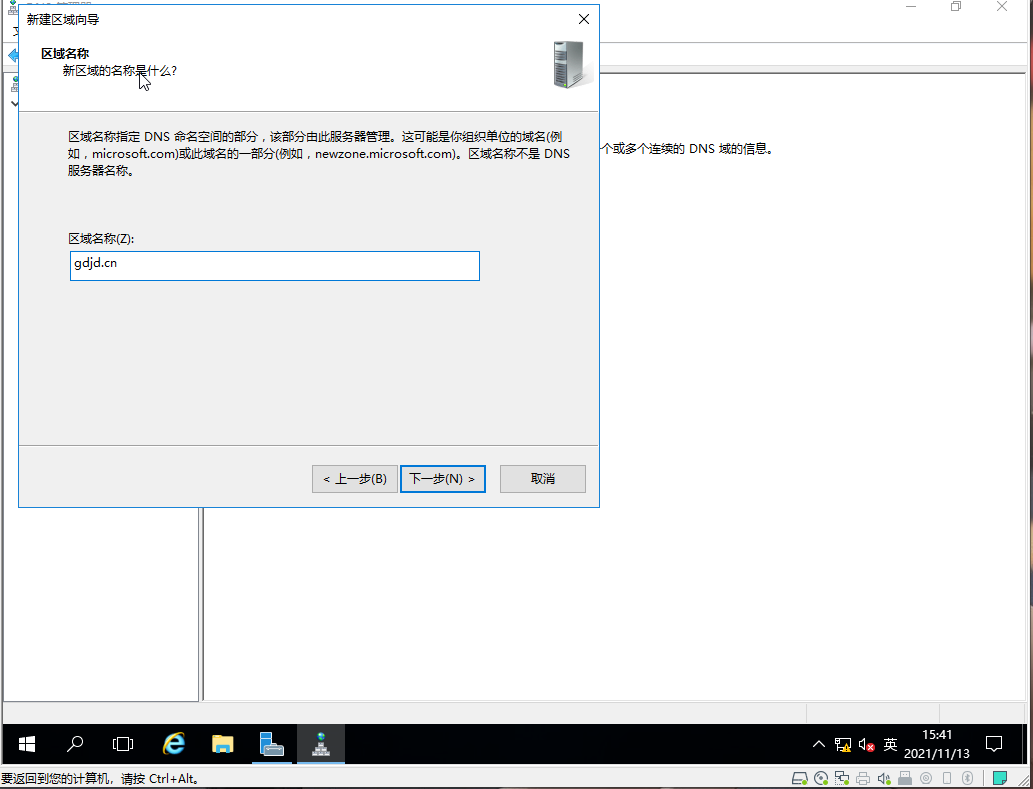 新建区域向导
区域名称
新区域的名称是什么?
区域名称指定 DNS 命名空间的部分，该部分由此服务器管理。这可能是你组织单位的域名(例
如，microsoft.com)或此域名的一部分(例如，newzone.microsoft.com)。区域名称不是 DNS
服务器名称。
个或多个连续的 DNS 域的信息。
区域名称(Z):
gdjd.cn
< 上一步(B)
下一步(N) >
取消
英
15:41
2021/11/13
要返回到您的计算机，请按 Ctrl+Alt。